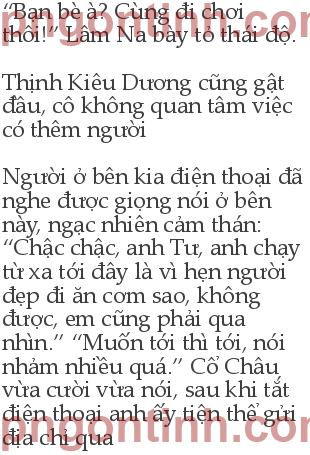 “Bạn bè à? Cùng đi chơi
thôi!” Lâm Na bày tỏ thái độ.
Thịnh Kiêu Dương cũng gật
đầu, cô không quan tâm việc
có thêm người
Người ở bên kia điện thoại đã
nghe được giọng nói ở bên
này, ngạc nhiên cảm thán:
“Chậc chậc, anh Tư, anh chạy
từ xa tới đây là vì hẹn người
đẹp đi ăn cơm sao, không
được, em cũng phải qua
nhìn.” “Muốn tới thì tới, nói
nhảm nhiều quá.” Cổ Châu
vừa cười vừa nói, sau khi tắt
điện thoại anh ấy tiện thể gửi
địa chỉ qua
pngontinh.com
pngontinh.com